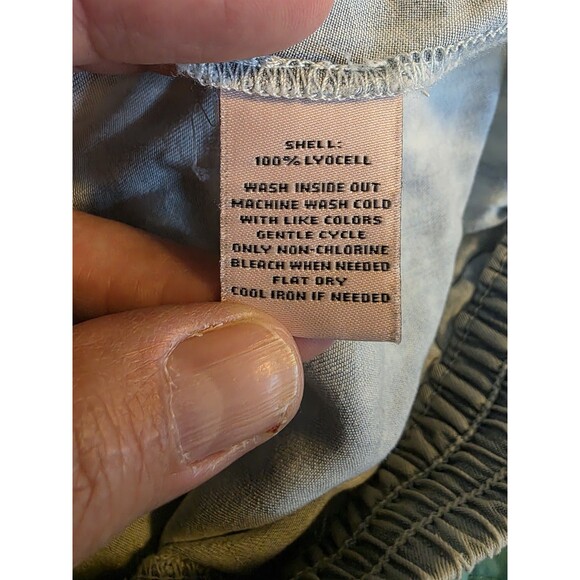 SHELL:
100% LYOCELL
WASH INSIDE OUT
MACHINE WASH COLD
WITH LIKE COLORS
GENTLE CYCLE
ONLY NON-CHLORINE
BLEACH WHEN NEEDED
FLAT DRY
COOL IRON IF NEEDED